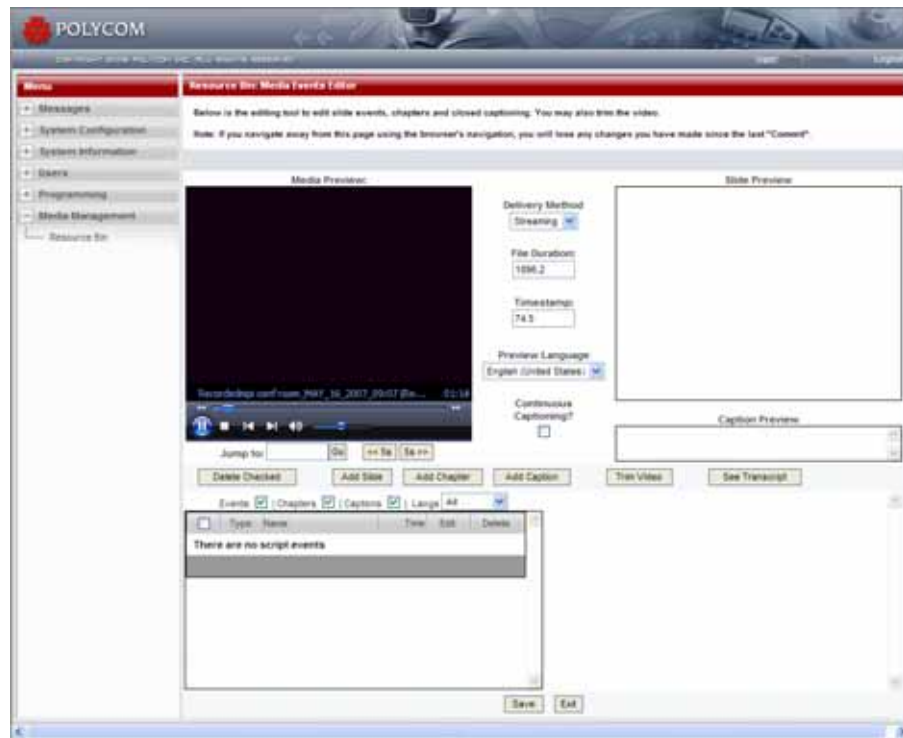 POLYCOM
Menu
Resource Bin: Media Events Editor
Messages
System Configuration
System Information
Users
Programming
Media Management
Resource Bin
Below is the editing tool to edit slide events, chapters and closed captioning. You may also trim the video.
Note: If you navigate away from this page using the browser's navigation, you will lose any changes you have made since the last "Commit".
Media Preview:
Slide Preview
Delivery Method
Streaming
File Duration:
1096.2
Timestamp:
74.5
Preview Language
English (United States)
Continuous
Captioning?
01:14
Caption Preview
Jump to:
Go
<< 5s
5s >>
Delete Checked
Add Slide
Add Chapter
Add Caption
Trim Video
See Transcript
Events | Chapters | Captions | Langs All
Type Name Time Edit Delete
There are no script events
Save
Exit